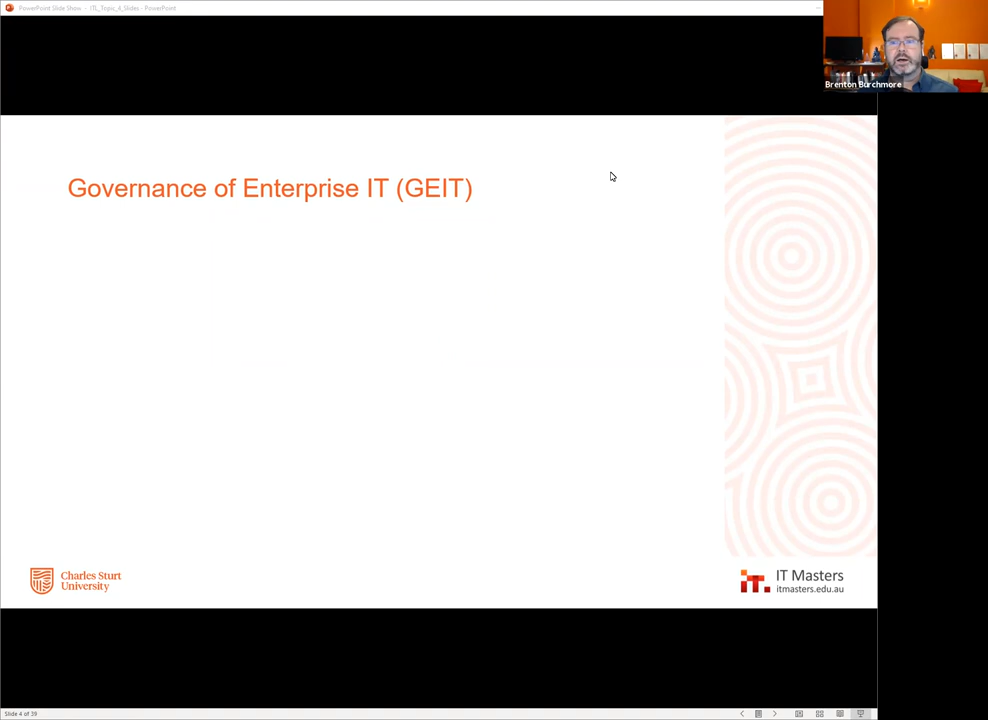 PowerPoint Slide Show - ITL_Topic_4_Slides - PowerPoint
Brenton Burchmore
Governance of Enterprise IT (GEIT)
Charles Sturt
University
iT.
IT Masters
itmasters.edu.au
Slide 4 of 39